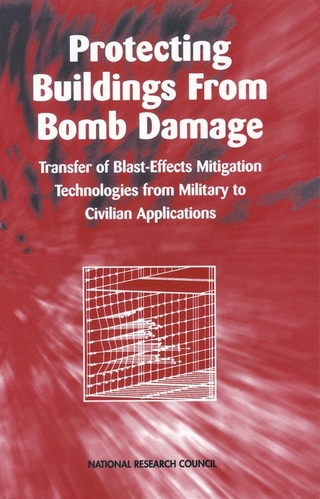 Protecting
Buildings From
Bomb Damage
Transfer of Blast-Effects Mitigation
Technologies from Military to
Civilian Applications
NATIONAL RESEARCH COUNCIL